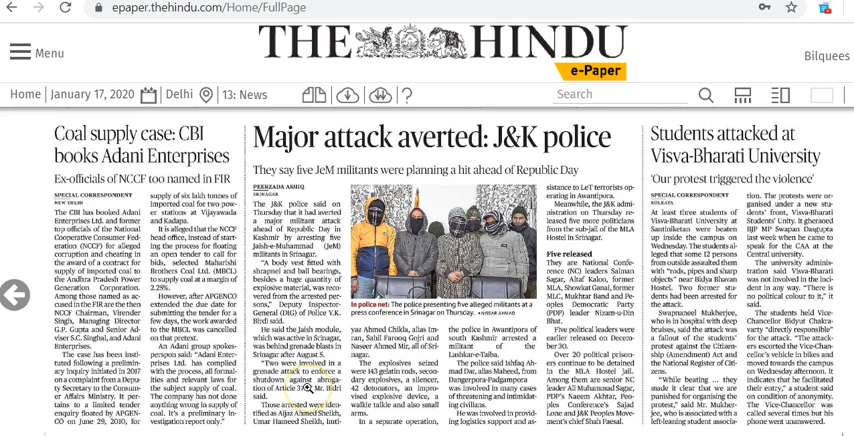 epaper.thehindu.com/Home/FullPage
Menu
THE HINDU
e-Paper
Bilquees
Home | January 17, 2020 Delhi 13: News
Search
Coal supply case: CBI
books Adani Enterprises
Ex-officials of NCCF too named in FIR
SPECIAL CORRESPONDENT
NEW DELHI
The CBI has booked Adani
Enterprises Ltd. and former
top officials of the National
Cooperative Consumer Fed-
eration (NCCF) for alleged
corruption and cheating in
the award of a contract for
supply of imported coal to
the Andhra Pradesh Power
Generation Corporation.
Among those named as ac-
cused in the FIR are the then
NCCF Chairman, Virender
Singh, Managing Director
G.P. Gupta and Senior Ad-
viser S.C. Singhal, and Adani
Enterprises.
The case has been insti-
tuted following a prelimin-
ary inquiry initiated in 2017
on a complaint from a Depu-
ty Secretary to the Consum-
er Affairs Ministry. It per-
tains to a limited tender
enquiry floated by APGEN-
CO on June 29, 2010, for
supply of six lakh tonnes of
imported coal for two pow-
er stations at Vijayawada
and Kadapa.
It is alleged that the NCCF
head office, instead of start-
ing the process for floating
an open tender to call for
bids, selected Maharishi
Brothers Coal Ltd. (MBCL)
to supply coal at a margin of
2.25%.
However, after APGENCO
extended the due date for
submitting the tender for a
few days, the work awarded
to the MBCL was cancelled
on that pretext.
An Adani group spokes-
person said: “Adani Enter-
prises Ltd. has complied
with the process, all formal-
ities and relevant laws for
the subject supply of coal.
The company has not done
anything wrong in supply of
coal. It’s a preliminary in-
vestigation report only.”
Major attack averted: J&K police
They say five JeM militants were planning a hit ahead of Republic Day
PEERZADA ASHIQ
SRINAGAR
The J&K police said on
Thursday that it had averted
a major militant attack
ahead of Republic Day in
Kashmir by arresting five
Jaish-e-Muhammad (JeM)
militants in Srinagar.
“A body vest fitted with
shrapnel and ball bearings,
besides a huge quantity of
explosive material, was reco-
vered from the arrested per-
sons,” Deputy Inspector-
General (DIG) of Police V.K.
Birdi said.
He said the Jaish module,
which was active in Srinagar,
was behind grenade blasts in
Srinagar after August 5.
“Two were involved in a
grenade attack to enforce a
shutdown against abroga-
tion of Article 370,” Mr. Bidri
said.
Those arrested were iden-
tified as Aijaz Ahmed Sheikh,
Umar Hameed Sheikh, Imti-
In police net: The police presenting five alleged militants at a
press conference in Srinagar on Thursday. • NISSAR AHMAD
yaz Ahmed Chikla, alias Im-
ran, Sahil Farooq Gojri and
Naseer Ahmed Mir, all of Sri-
nagar.
The explosives seized
were 143 gelatin rods, secon-
dary explosives, a silencer,
42 detonators, an impro-
vised explosive device, a
walkie talkie and also small
arms.
In a separate operation,
the police in Awantipora of
south Kashmir arrested a
militant of the
Lashkar-e-Taiba.
The police said Ishfaq Ah-
mad Dar, alias Maheed, from
Dangerpora-Padgampora
was involved in many cases
of threatening and intimidat-
ing civilians.
He was involved in provid-
ing logistics support and as-
sistance to LeT terrorists op-
erating in Awantipora.
Meanwhile, the J&K ad-
ministration on Thursday re-
leased five more politicians
from the sub-jail of the MLA
Hostel in Srinagar.
Five released
They are National Confe-
rence (NC) leaders Salman
Sagar, Altaf Kaloo, former
MLA, Showkat Ganai, former
MLC, Mukhtar Band and Pe-
oples Democratic Party
(PDP) leader Nizam-u-Din
Bhat.
Five political leaders were
earlier released on Decem-
ber 30.
Over 20 political prison-
ers continue to be detained
in the MLA Hostel jail.
Among them are senior NC
leader Ali Muhammad Sagar,
PDP’s Naeem Akhtar, Peo-
ples Conference’s Sajad
Lone and J&K Peoples Move-
ment’s chief Shah Faesal.
Students attacked at
Visva-Bharati University
‘Our protest triggered the violence’
SPECIAL CORRESPONDENT
KOLKATA
At least three students of
Visva-Bharati University at
Santiniketan were beaten
up inside the campus on
Wednesday. The students al-
leged that some 12 persons
from outside assaulted them
with “rods, pipes and sharp
objects” near Bidya Bhavan
Hostel. Two former stu-
dents had been arrested for
the attack.
Swapnaneel Mukherjee,
who is in hospital with deep
bruises, said the attack was
a fallout of the students’
protest against the Citizen-
ship (Amendment) Act and
the National Register of Citi-
zens.
“While beating ... they
made it clear that we are
punished for organising the
protest,” said Mr. Mukher-
jee, who is associated with a
left-leaning student associa-
tion. The protests were or-
ganised under a new stu-
dents’ front, Visva-Bharati
Students’ Unity. It gheraoed
BJP MP Swapan Dasgupta
last week when he came to
speak for the CAA at the
Central university.
The university adminis-
tration said Visva-Bharati
was not involved in the inci-
dent in any way. “There is
no political colour to it,” it
said.
The students held Vice-
Chancellor Bidyut Chakra-
varty “directly responsible”
for the attack. “The attack-
ers escorted the Vice-Chan-
cellor’s vehicle in bikes and
moved towards the campus
on Wednesday afternoon. It
indicates that he facilitated
their entry,” a student said
on condition of anonymity.
The Vice-Chancellor was
called several times but his
phone went unanswered.